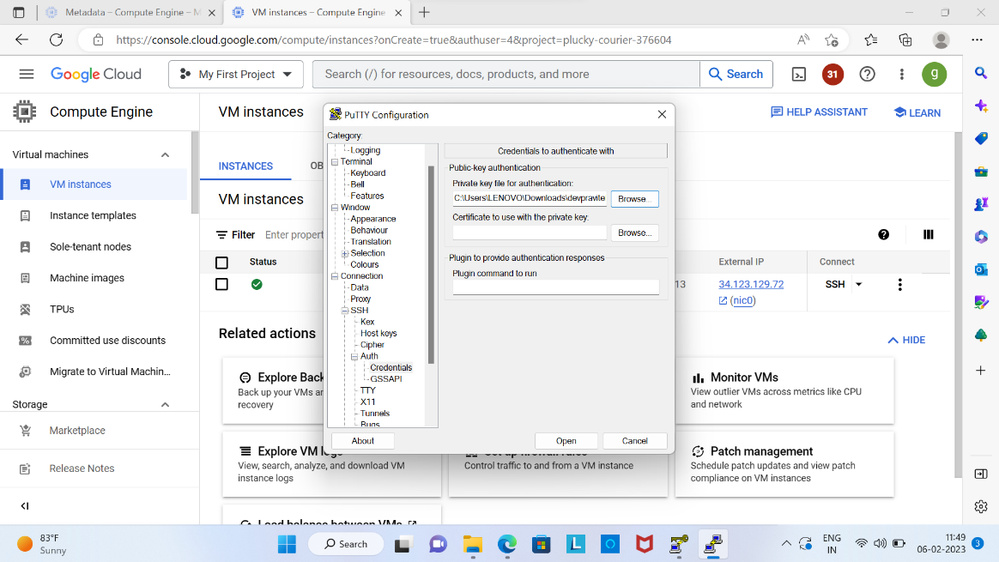 Metadata – Compute Engine – M
VM instances – Compute Engine
https://console.cloud.google.com/compute/instances?onCreate=true&authuser=4&project=plucky-courier-376604
Google Cloud
My First Project
Search (/) for resources, docs, products, and more
Search
31
g
Compute Engine
VM instances
HELP ASSISTANT
LEARN
Virtual machines
VM instances
Instance templates
Sole-tenant nodes
Machine images
TPUs
Committed use discounts
Migrate to Virtual Machin...
Storage
Marketplace
Release Notes
INSTANCES
OB
VM instances
Filter Enter propert
Status
External IP
Connect
13
34.123.129.72
(nic0)
SSH
Related actions
HIDE
Explore Back
Back up your VMs an
recovery
Monitor VMs
View outlier VMs across metrics like CPU
and network
Explore VM logs
View, search, analyze, and download VM
instance logs
Set up firewall rules
Control traffic to and from a VM instance
Patch management
Schedule patch updates and view patch
compliance on VM instances
Load balance between VMs
PuTTY Configuration
Category:
Logging
Terminal
Keyboard
Bell
Features
Window
Appearance
Behaviour
Translation
Selection
Colours
Connection
Data
Proxy
SSH
Kex
Host keys
Cipher
Auth
Credentials
GSSAPI
TTY
X11
Tunnels
Bugs
Credentials to authenticate with
Public-key authentication
Private key file for authentication:
C:\Users\LENOVO\Downloads\devpravite
Browse...
Certificate to use with the private key:
Browse...
Plugin to provide authentication responses
Plugin command to run
About
Open
Cancel
83°F
Sunny
Search
ENG
IN
11:49
06-02-2023
3